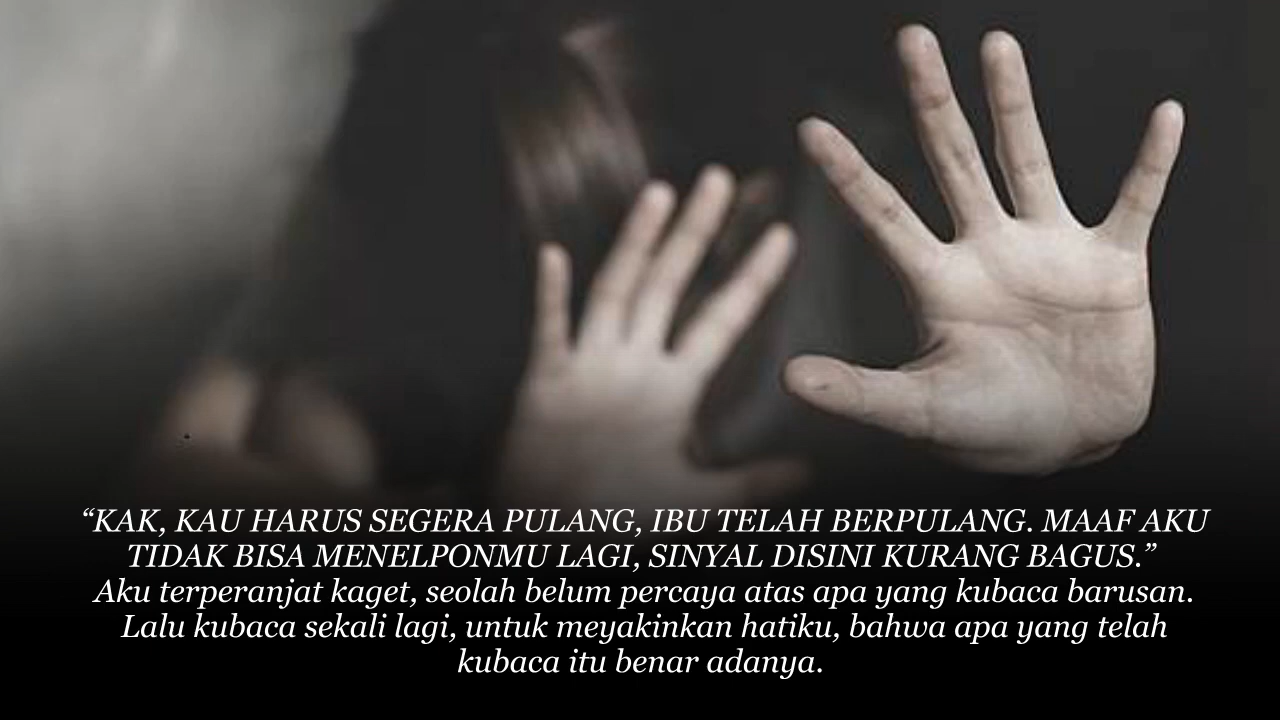 “KAK, KAU HARUS SEGERA PULANG, IBU TELAH BERPULANG. MAAF AKU
TIDAK BISA MENELPONMU LAGI, SINYAL DISINI KURANG BAGUS.”
Aku terperanjat kaget, seolah belum percaya atas apa yang kubaca barusan.
Lalu kubaca sekali lagi, untuk meyakinkan hatiku, bahwa apa yang telah
kubaca itu benar adanya.